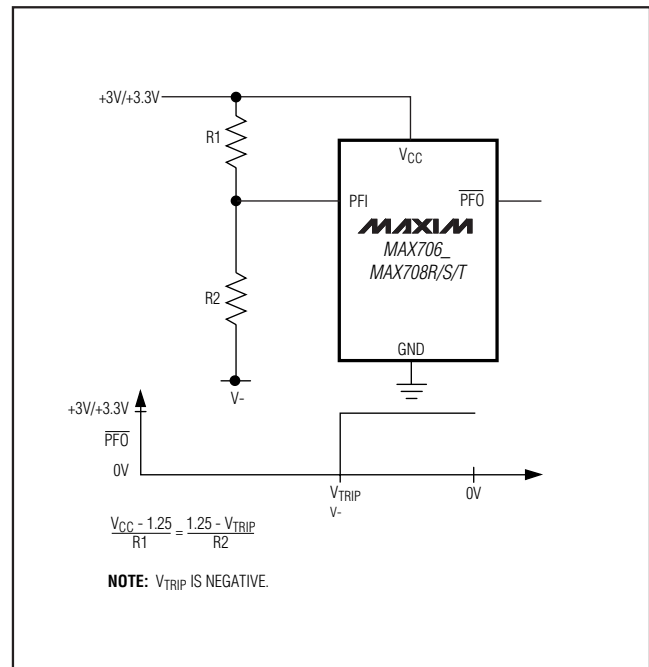 +3V/+3.3V
R1
VCC
PFI
PFO
MAXIM
MAX706_
MAX708R/S/T
R2
GND
V-
+3V/+3.3V
PFO
0V
VTRIP
V-
0V
VCC - 1.25 / R1 = 1.25 - VTRIP / R2
NOTE: VTRIP IS NEGATIVE.